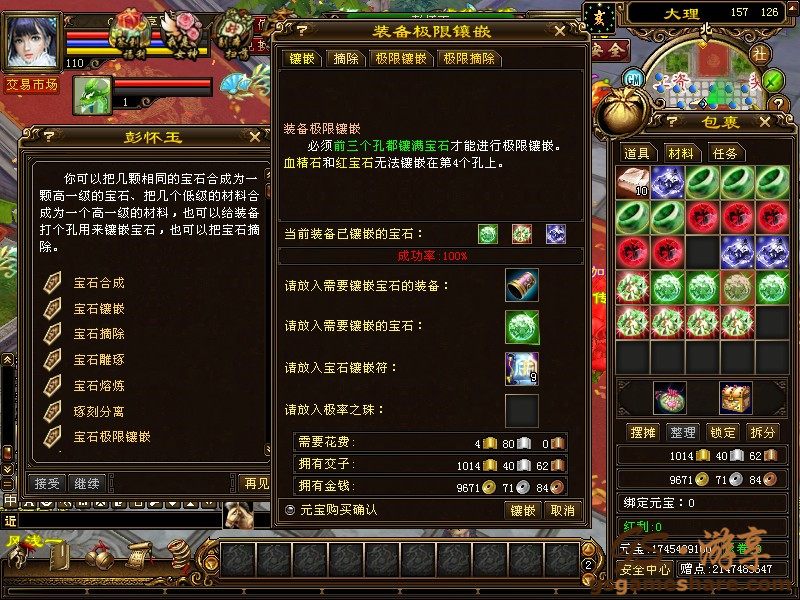 大理
157 126
北
亥
110
交易市场
1
安全
GM
社
?
装备极限镶嵌
?
镶嵌
摘除
极限镶嵌
极限摘除
装备极限镶嵌
必须前三个孔都镶满宝石才能进行极限镶嵌。
血精石和红宝石无法镶嵌在第4个孔上。
当前装备已镶嵌的宝石：
成功率:100%
请放入需要镶嵌宝石的装备：
请放入需要镶嵌的宝石：
请放入宝石镶嵌符：
9
请放入极率之珠：
需要花费: 4 80 0
拥有交子: 1014 40 62
拥有金钱: 9671 71 84
元宝购买确认
镶嵌
取消
?
彭怀玉
你可以把几颗相同的宝石合成为一
颗高一级的宝石、把几个低级的材料合
成为一个高一级的材料，也可以给装备
打个孔用来镶嵌宝石，也可以把宝石摘
除。
宝石合成
宝石镶嵌
宝石摘除
宝石雕琢
宝石熔炼
琢刻分离
宝石极限镶嵌
接受
继续
再见
?
包裹
道具
材料
任务
10
摆摊
整理
锁定
拆分
1014 40 62
9671 71 84
绑定元宝：0
红利:0
安全中心
中
近
2